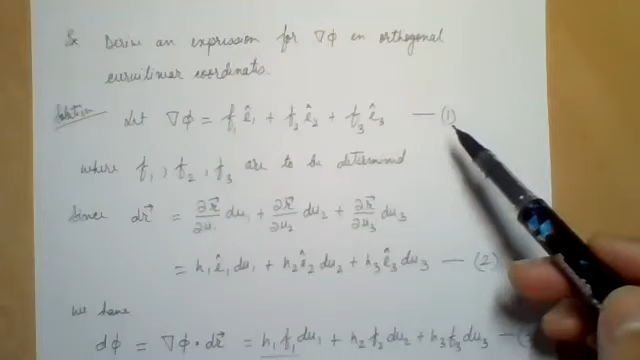 Ex Derive an expression for ∇ϕ in orthogonal
curvilinear coordinates.
Solution Let ∇ϕ = f₁ ê₁ + f₂ ê₂ + f₃ ê₃ — (1)
where f₁, f₂, f₃ are to be determined
Since dr⃗ = ∂r⃗/∂u₁ du₁ + ∂r⃗/∂u₂ du₂ + ∂r⃗/∂u₃ du₃
= h₁ ê₁ du₁ + h₂ ê₂ du₂ + h₃ ê₃ du₃ — (2)
We have
dϕ = ∇ϕ • dr⃗ = h₁ f₁ du₁ + h₂ f₂ du₂ + h₃ f₃ du₃ —